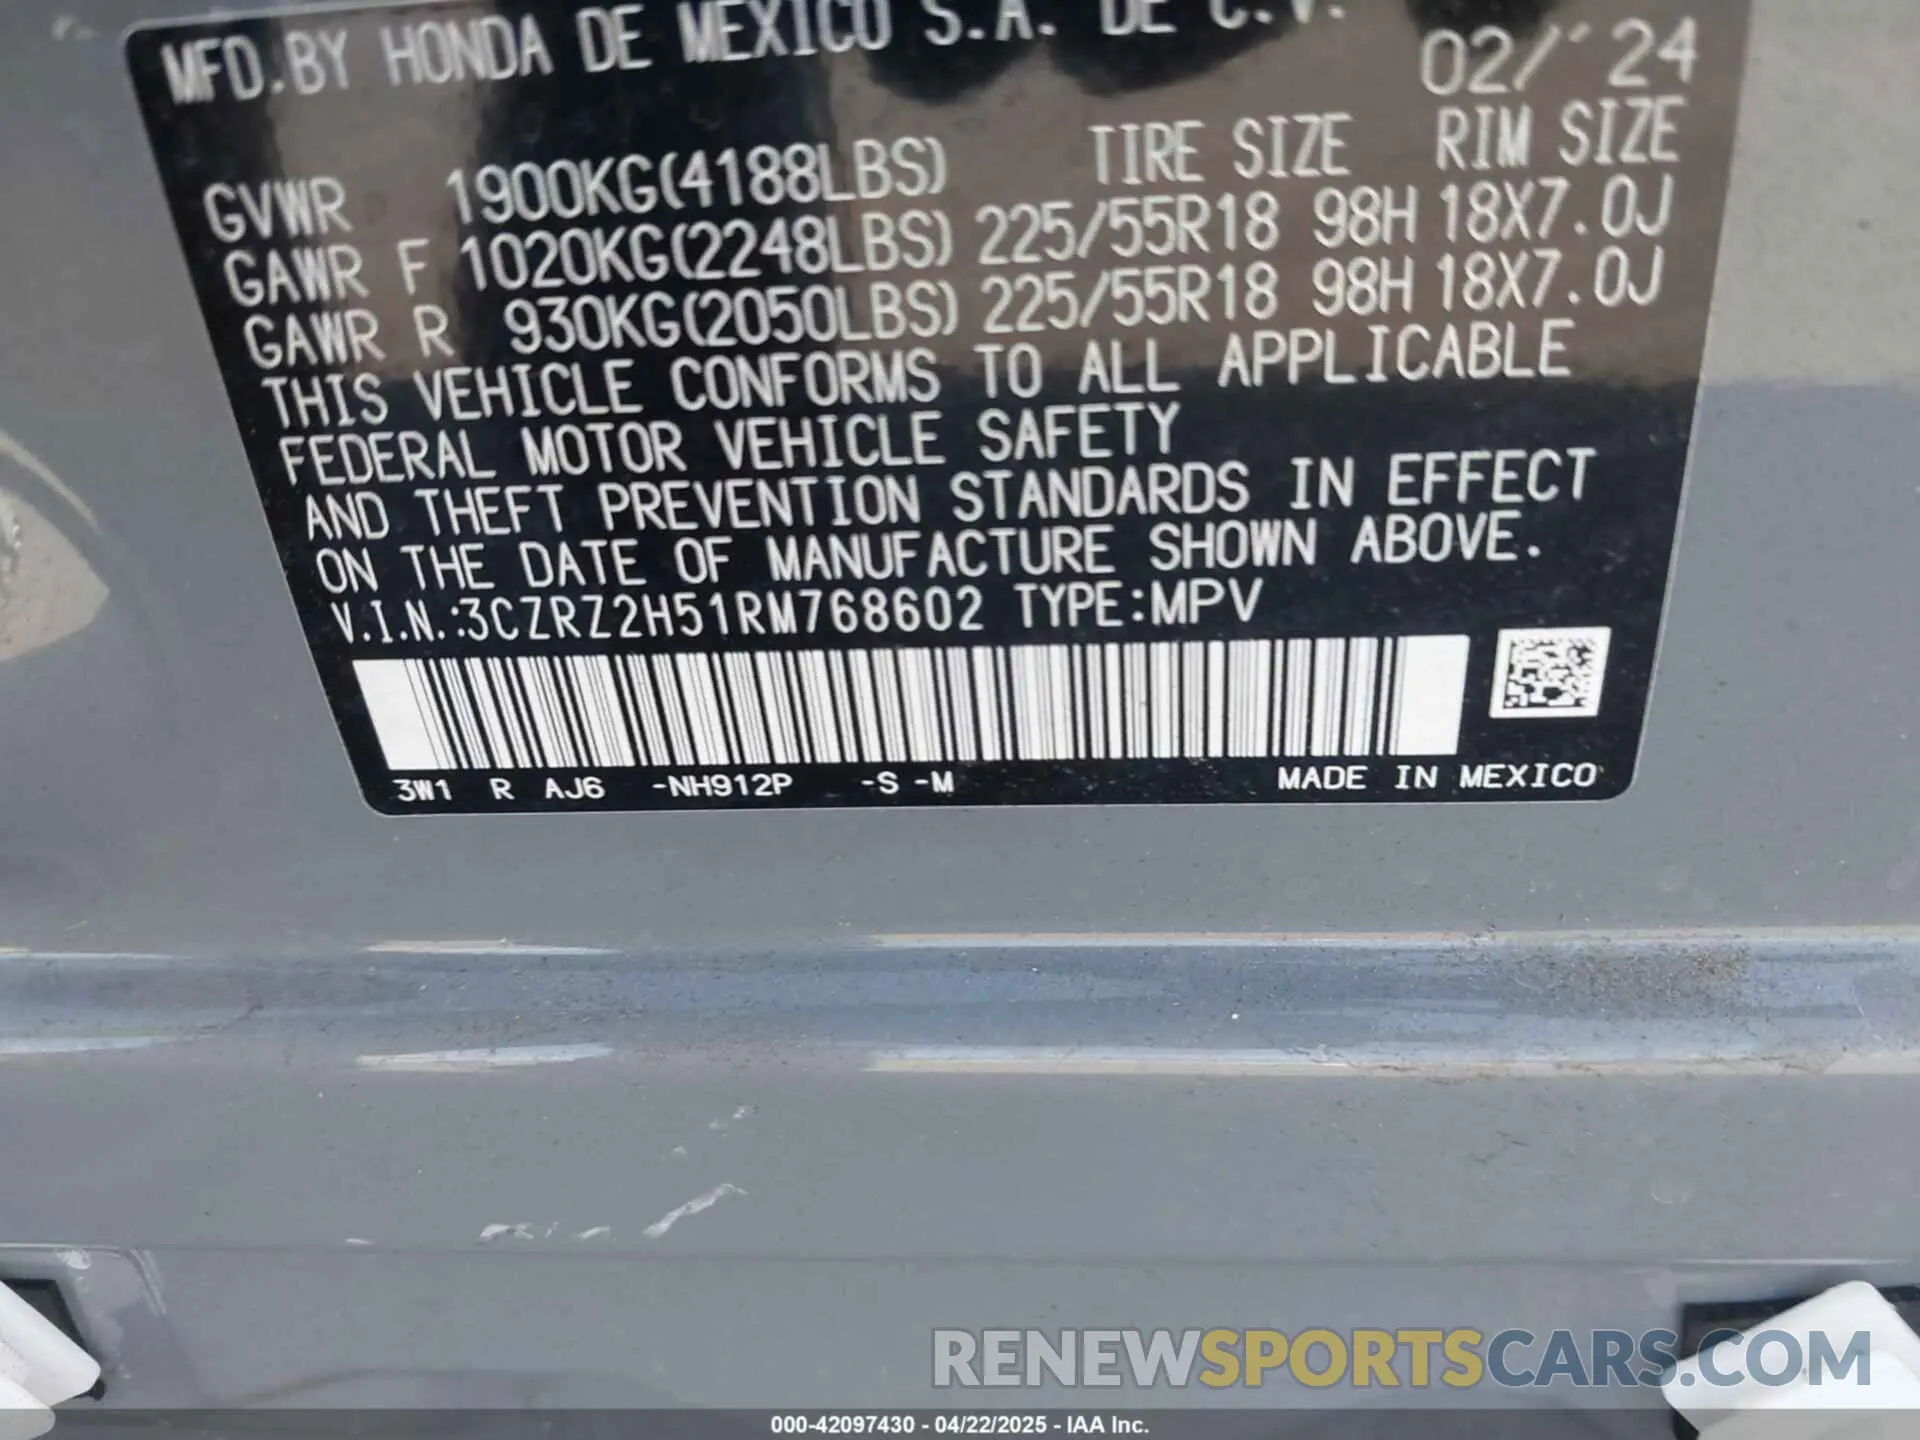 MFD.BY HONDA DE MEXICO S.A. DE C.V.
02/'24
GVWR 1900KG(4188LBS) TIRE SIZE RIM SIZE
GAWR F 1020KG(2248LBS) 225/55R18 98H 18X7.0J
GAWR R 930KG(2050LBS) 225/55R18 98H 18X7.0J
THIS VEHICLE CONFORMS TO ALL APPLICABLE
FEDERAL MOTOR VEHICLE SAFETY
AND THEFT PREVENTION STANDARDS IN EFFECT
ON THE DATE OF MANUFACTURE SHOWN ABOVE.
V.I.N.:3CZRZ2H51RM768602 TYPE:MPV
3W1 R AJ6 -NH912P -S -M MADE IN MEXICO
RENEWSPORTSCARS.COM
000-42097430 - 04/22/2025 - IAA Inc.